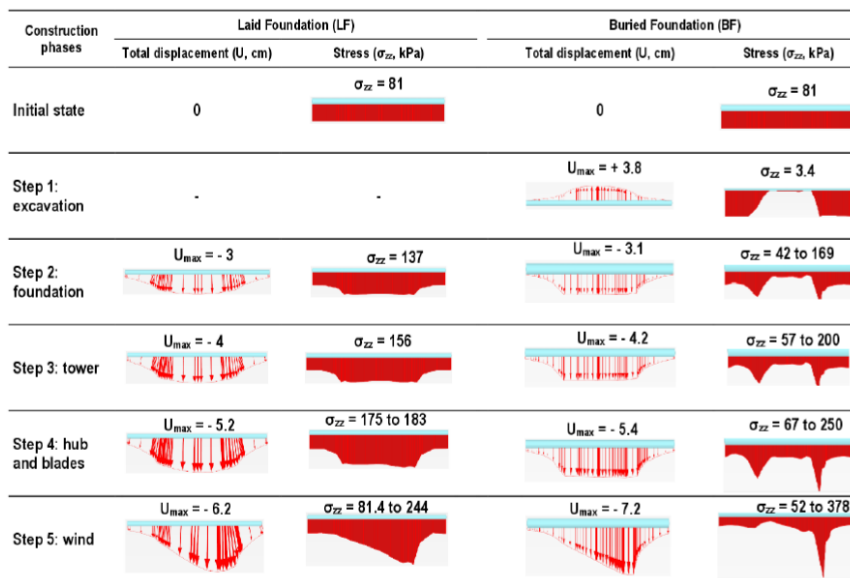 Construction phases
Laid Foundation (LF)
Buried Foundation (BF)
Total displacement (U, cm)
Stress (σzz, kPa)
Total displacement (U, cm)
Stress (σzz, kPa)
Initial state
0
σzz = 81
0
σzz = 81
Step 1: excavation
-
-
Umax = + 3.8
σzz = 3.4
Step 2: foundation
Umax = - 3
σzz = 137
Umax = - 3.1
σzz = 42 to 169
Step 3: tower
Umax = - 4
σzz = 156
Umax = - 4.2
σzz = 57 to 200
Step 4: hub and blades
Umax = - 5.2
σzz = 175 to 183
Umax = - 5.4
σzz = 67 to 250
Step 5: wind
Umax = - 6.2
σzz = 81.4 to 244
Umax = - 7.2
σzz = 52 to 378